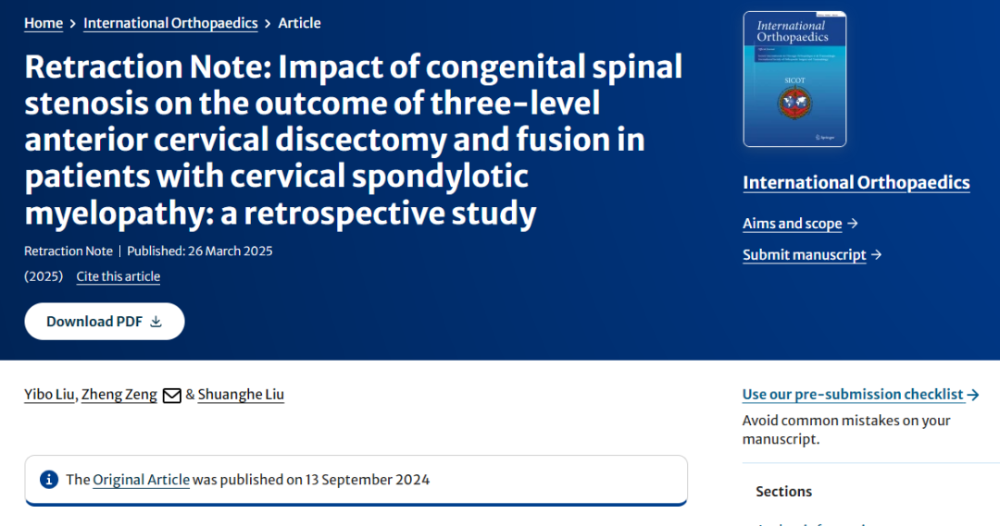 Home > International Orthopaedics > Article
Retraction Note: Impact of congenital spinal
stenosis on the outcome of three-level
anterior cervical discectomy and fusion in
patients with cervical spondylotic
myelopathy: a retrospective study
Retraction Note | Published: 26 March 2025
(2025) Cite this article
Download PDF
International
Orthopaedics
SICOT
Springer
International Orthopaedics
Aims and scope →
Submit manuscript →
Yibo Liu, Zheng Zeng & Shuanghe Liu
The Original Article was published on 13 September 2024
Use our pre-submission checklist →
Avoid common mistakes on your
manuscript.
Sections